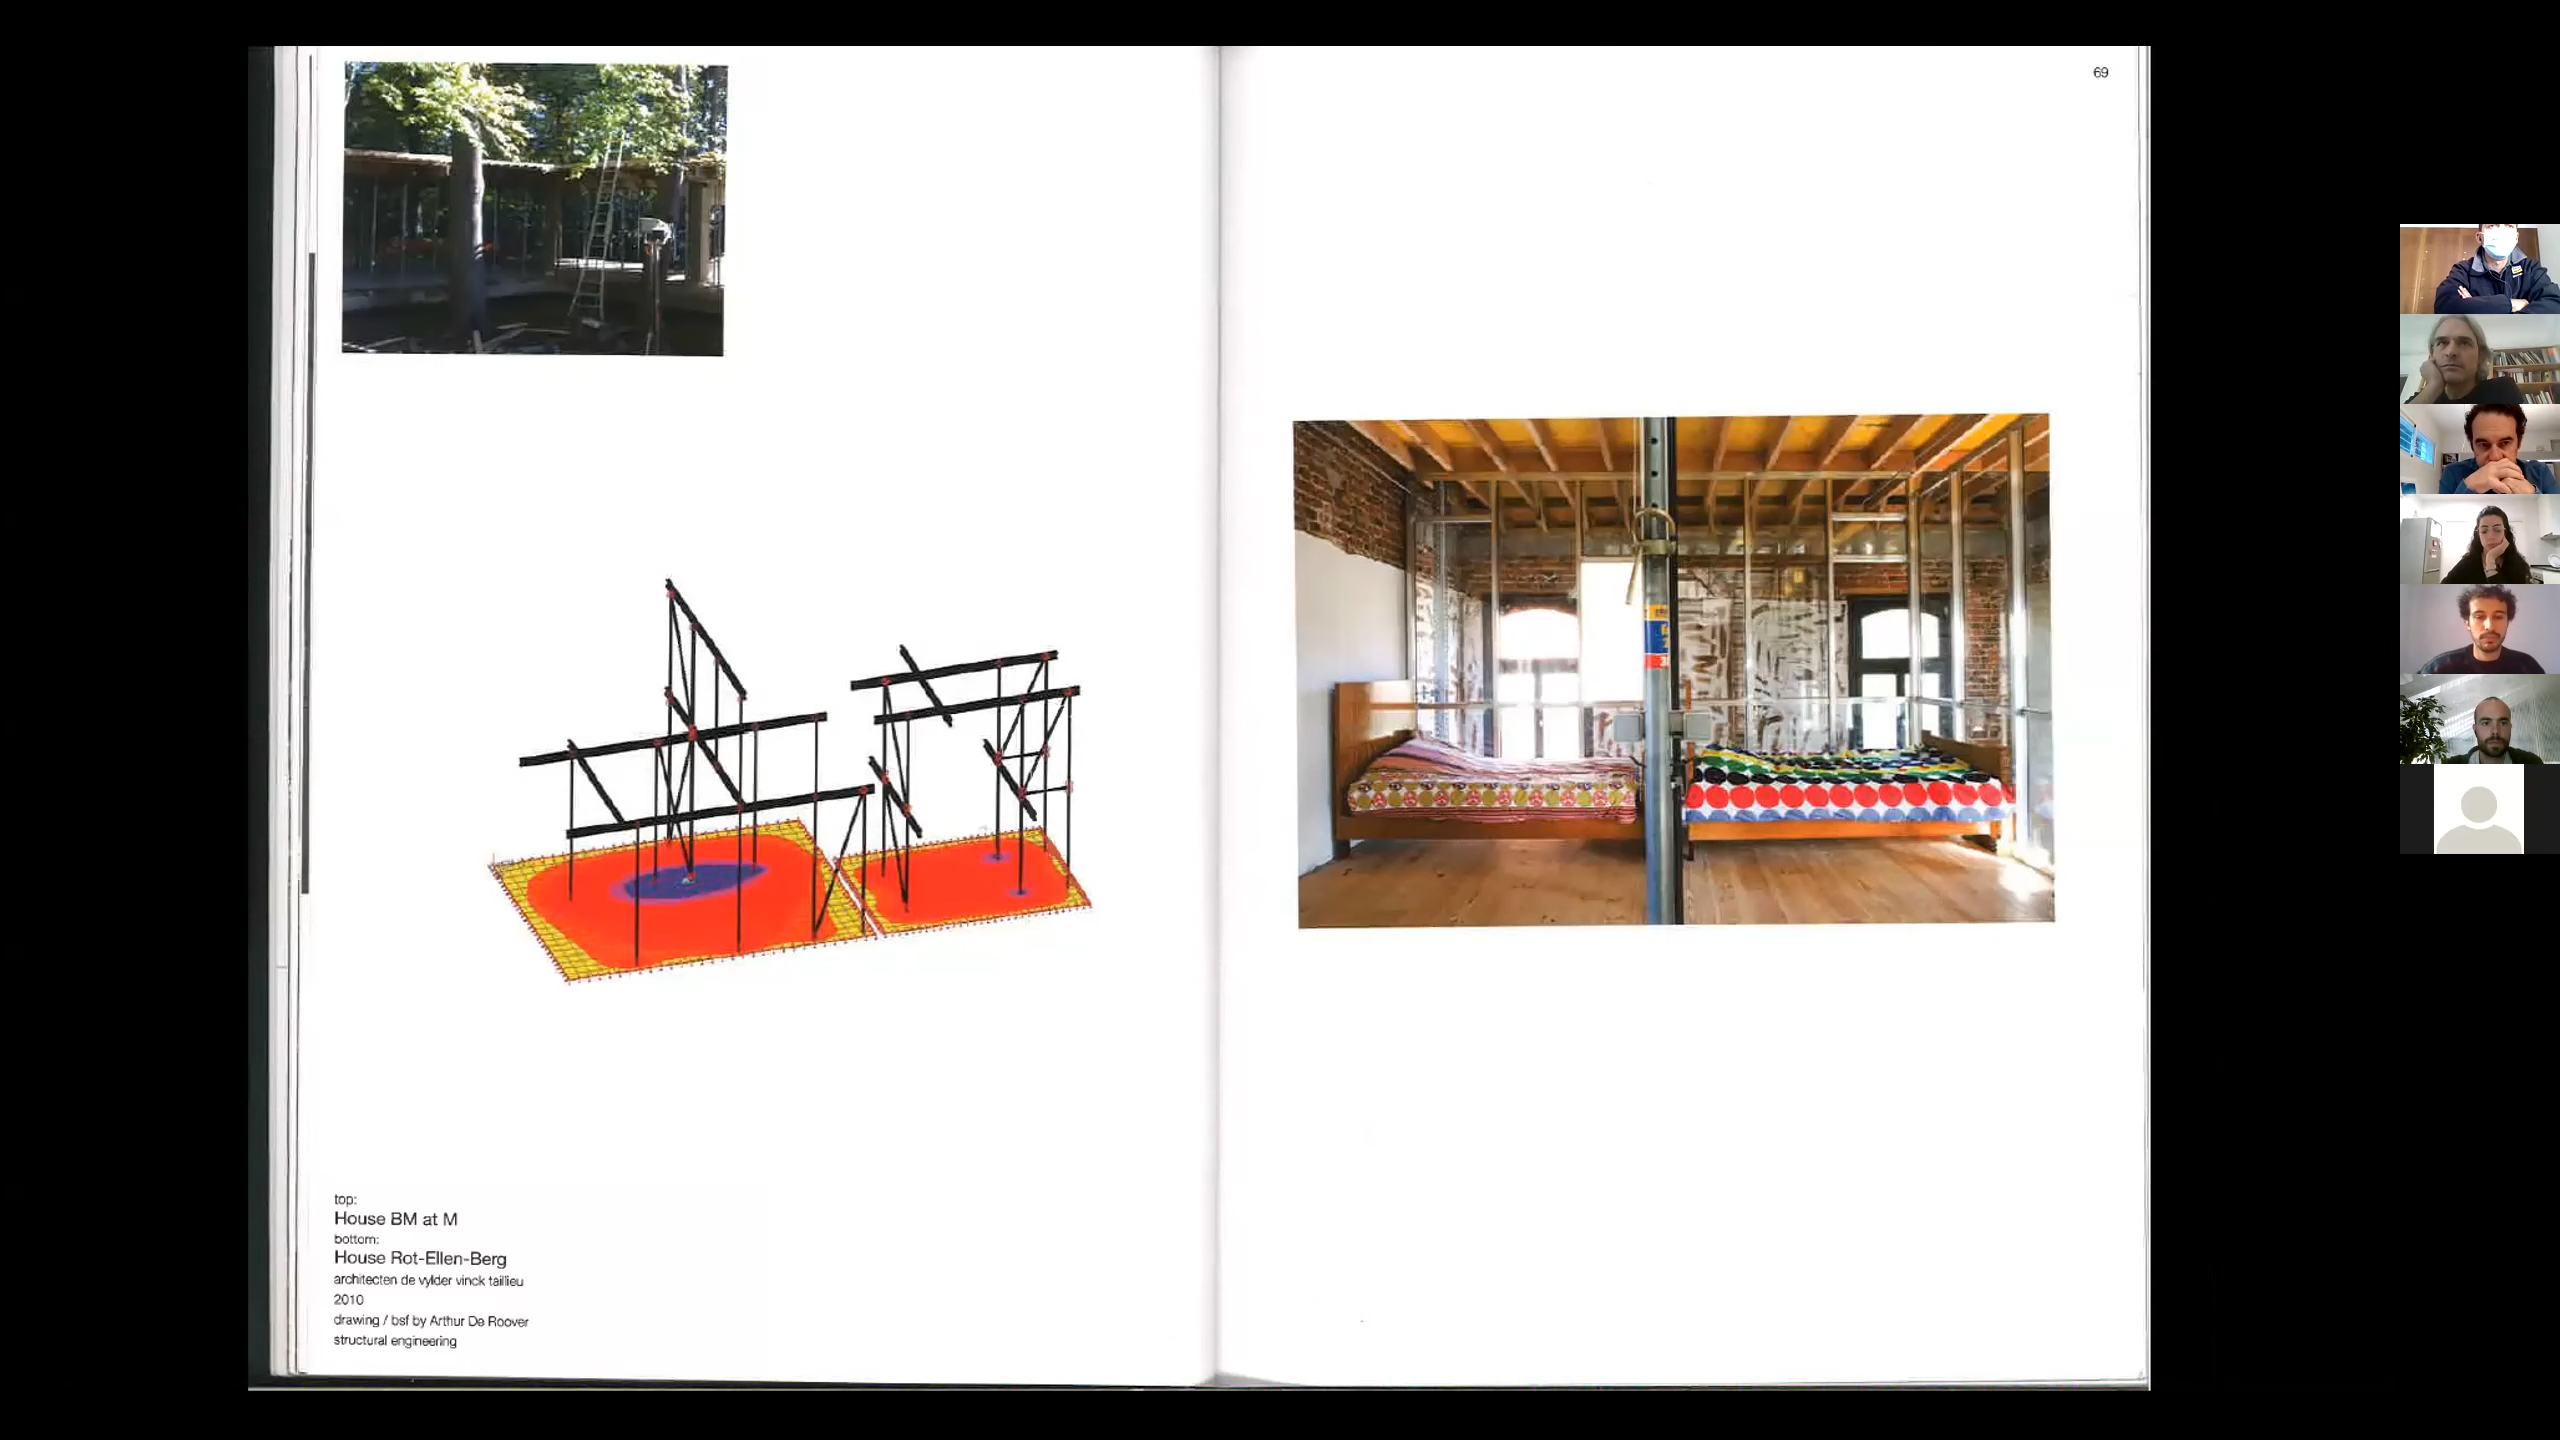 69
top:
House BM at M
bottom:
House Rot-Ellen-Berg
architecten de vylder vinck taillieu
2010
drawing / bsf by Arthur De Roover
structural engineering